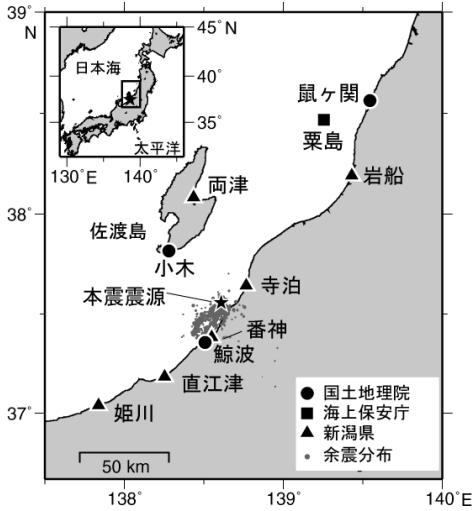 39°
N
45°
N
日本海
40°
35°
太平洋
130°E
140°
鼠ヶ関
粟島
岩船
両津
38°
佐渡島
小木
本震震源
寺泊
番神
鯨波
直江津
37°
姫川
国土地理院
海上保安庁
新潟県
余震分布
50 km
138°
139°
140°E